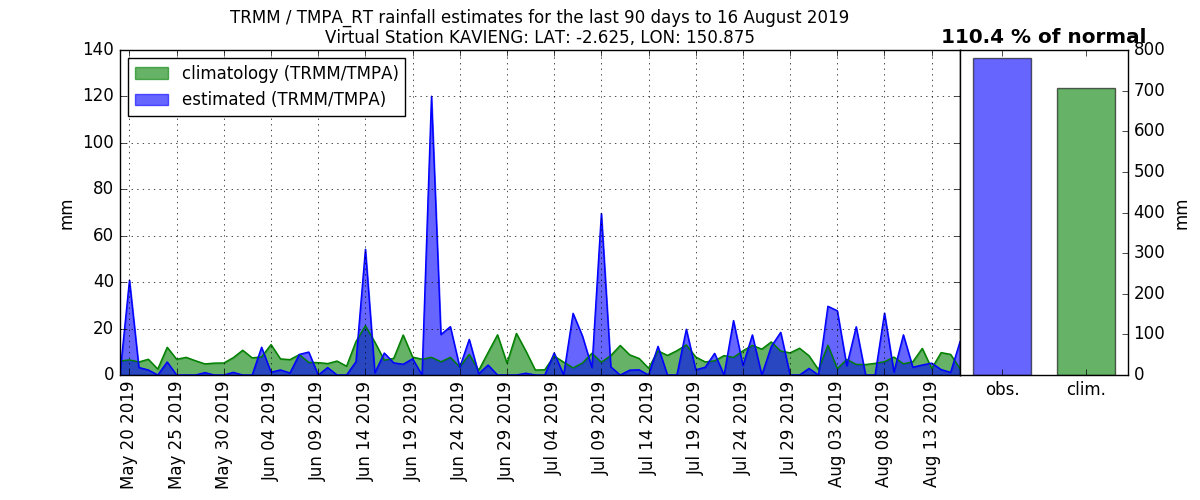 TRMM / TMPA_RT rainfall estimates for the last 90 days to 16 August 2019
Virtual Station KAVIENG: LAT: -2.625, LON: 150.875
110.4 % of normal
climatology (TRMM/TMPA)
estimated (TRMM/TMPA)
140
120
100
80
60
40
20
0
mm
May 20 2019
May 25 2019
May 30 2019
Jun 04 2019
Jun 09 2019
Jun 14 2019
Jun 19 2019
Jun 24 2019
Jun 29 2019
Jul 04 2019
Jul 09 2019
Jul 14 2019
Jul 19 2019
Jul 24 2019
Jul 29 2019
Aug 03 2019
Aug 08 2019
Aug 13 2019
obs.
clim.
800
700
600
500
400
300
200
100
0
mm